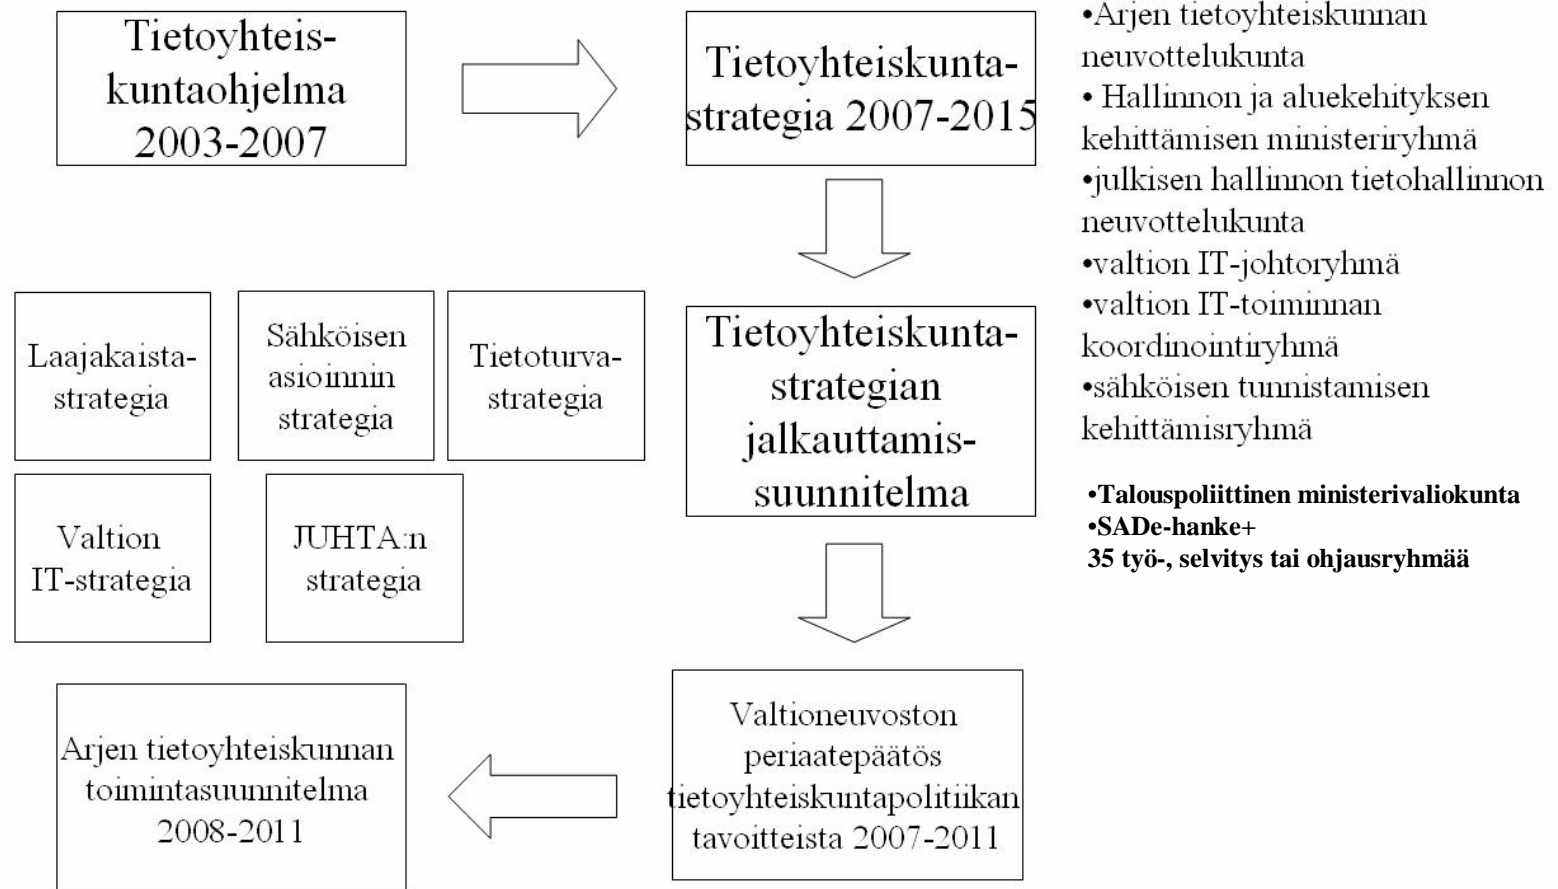 Tietoyhteis-
kuntaohjelma
2003-2007
Tietoyhteiskunta-
strategia 2007-2015
•Arjen tietoyhteiskunnan
neuvottelukunta
• Hallinnon ja aluekehityksen
kehittämisen ministeriryhmä
•julkisen hallinnon tietohallinnon
neuvottelukunta
•valtion IT-johtoryhmä
•valtion IT-toiminnan
koordinointiryhmä
•sähköisen tunnistamisen
kehittämisryhmä
•Talouspoliittinen ministerivaliokunta
•SADe-hanke+
35 työ-, selvitys tai ohjausryhmää
Laajakaista-
strategia
Sähköisen
asioinnin
strategia
Tietoturva-
strategia
Tietoyhteiskunta-
strategian
jalkauttamis-
suunnitelma
Valtion
IT-strategia
JUHTA:n
strategia
Arjen tietoyhteiskunnan
toimintasuunnitelma
2008-2011
Valtioneuvoston
periaatepäätös
tietoyhteiskuntapolitiikan
tavoitteista 2007-2011